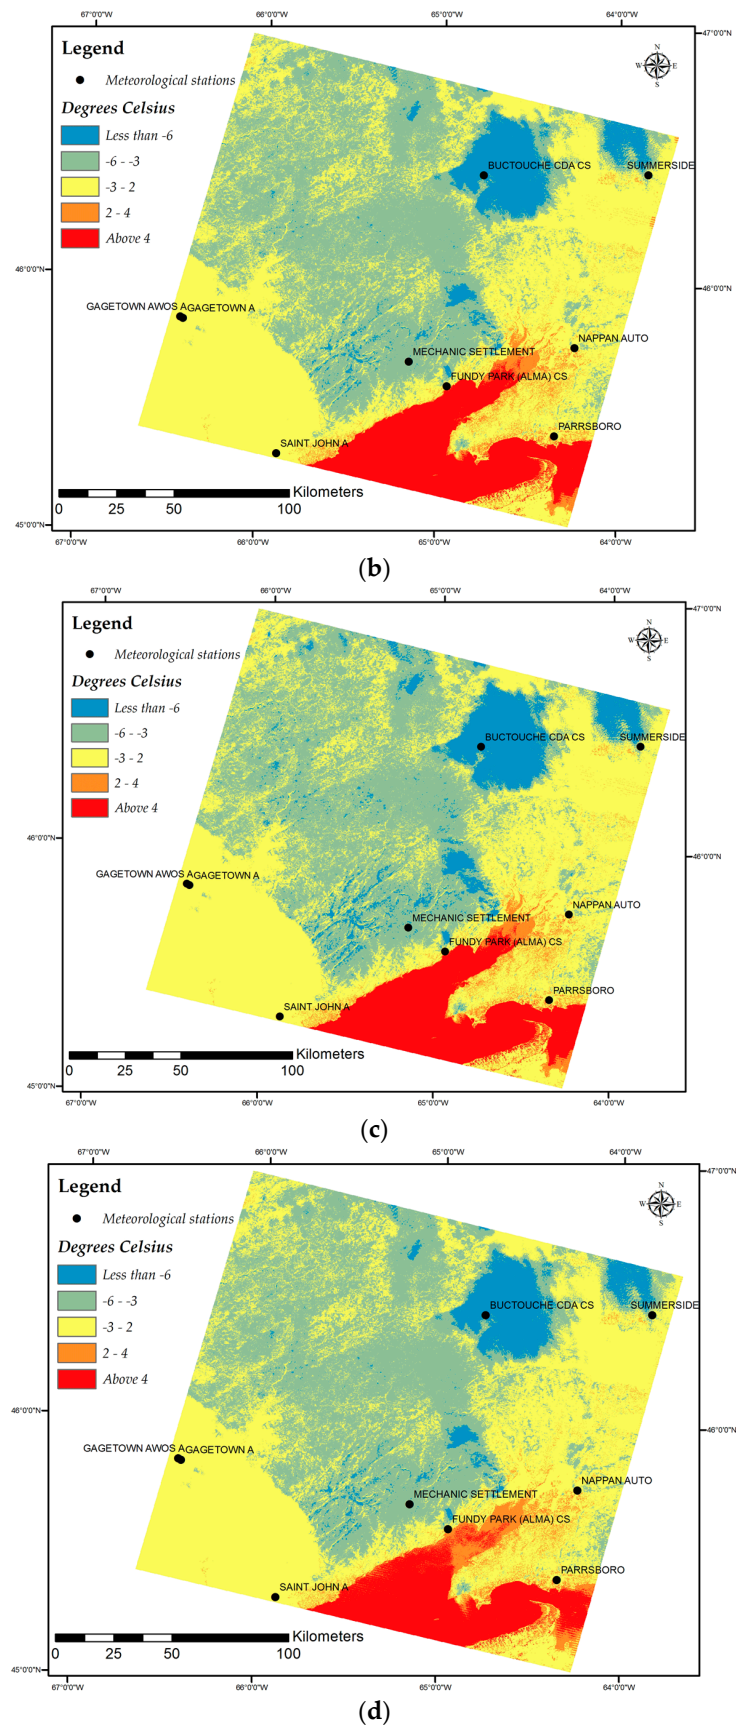 67°0'0"W 66°0'0"W 65°0'0"W 64°0'0"W
47°0'0"N
Legend
N
W E
S
Meteorological stations
Degrees Celsius
Less than -6
-6 - -3
-3 - 2
2 - 4
Above 4
BUCTOUCHE CDA CS
SUMMERSIDE
46°0'0"N
46°0'0"N
GAGETOWN AWOS A GAGETOWN A
NAPPAN AUTO
MECHANIC SETTLEMENT
FUNDY PARK (ALMA) CS
PARRSBORO
SAINT JOHN A
Kilometers
0 25 50 100
45°0'0"N
67°0'0"W 66°0'0"W 65°0'0"W 64°0'0"W
(b)
67°0'0"W 66°0'0"W 65°0'0"W 64°0'0"W
47°0'0"N
Legend
N
W E
S
Meteorological stations
Degrees Celsius
Less than -6
-6 - -3
-3 - 2
2 - 4
Above 4
BUCTOUCHE CDA CS
SUMMERSIDE
46°0'0"N
46°0'0"N
GAGETOWN AWOS A GAGETOWN A
NAPPAN AUTO
MECHANIC SETTLEMENT
FUNDY PARK (ALMA) CS
PARRSBORO
SAINT JOHN A
Kilometers
0 25 50 100
45°0'0"N
67°0'0"W 66°0'0"W 65°0'0"W 64°0'0"W
(c)
67°0'0"W 66°0'0"W 65°0'0"W 64°0'0"W
47°0'0"N
Legend
N
W E
S
Meteorological stations
Degrees Celsius
Less than -6
-6 - -3
-3 - 2
2 - 4
Above 4
BUCTOUCHE CDA CS
SUMMERSIDE
46°0'0"N
46°0'0"N
GAGETOWN AWOS A GAGETOWN A
NAPPAN AUTO
MECHANIC SETTLEMENT
FUNDY PARK (ALMA) CS
PARRSBORO
SAINT JOHN A
Kilometers
0 25 50 100
45°0'0"N
67°0'0"W 66°0'0"W 65°0'0"W 64°0'0"W
(d)